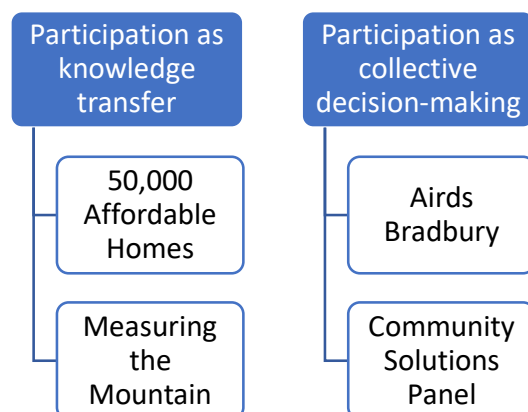 Participation as
knowledge
transfer
50,000
Affordable
Homes
Measuring
the
Mountain
Participation as
collective
decision-making
Airds
Bradbury
Community
Solutions
Panel